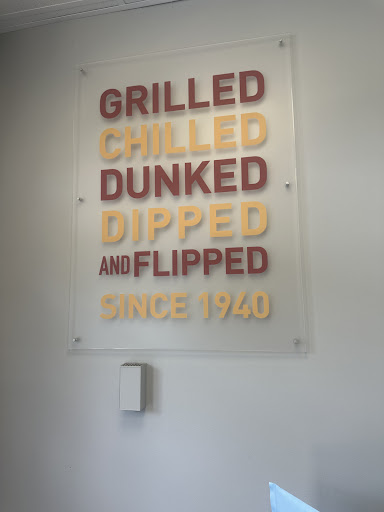 GRILLED
CHILLED
DUNKED
DIPPED
AND FLIPPED
SINCE 1940